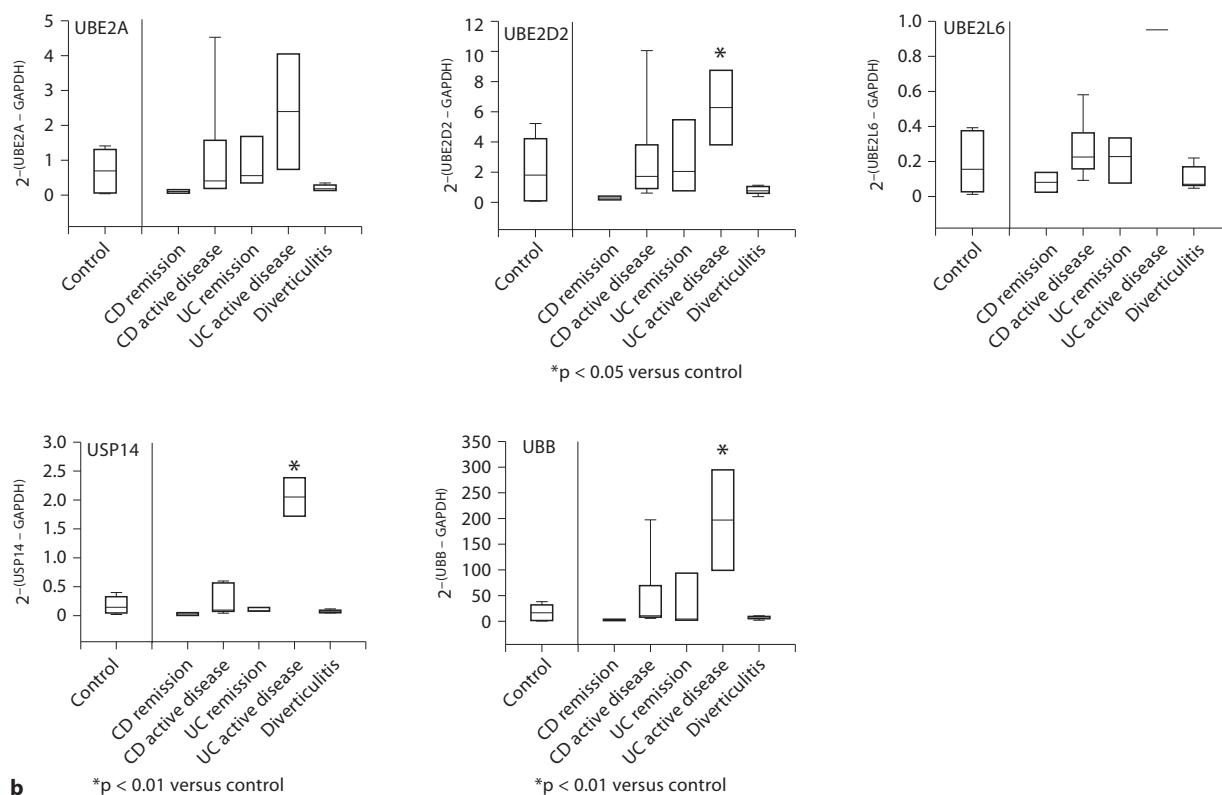 UBE2A
2−(UBE2A – GAPDH)
5
4
3
2
1
0
Control
CD remission
CD active disease
UC remission
UC active disease
Diverticulitis
UBE2D2
2−(UBE2D2 – GAPDH)
12
10
8
6
4
2
0
*
Control
CD remission
CD active disease
UC remission
UC active disease
Diverticulitis
*p < 0.05 versus control
UBE2L6
2−(UBE2L6 – GAPDH)
1.0
0.8
0.6
0.4
0.2
0
Control
CD remission
CD active disease
UC remission
UC active disease
Diverticulitis
USP14
2−(USP14 – GAPDH)
3.0
2.5
2.0
1.5
1.0
0.5
0
*
Control
CD remission
CD active disease
UC remission
UC active disease
Diverticulitis
*p < 0.01 versus control
UBB
2−(UBB – GAPDH)
350
300
250
200
150
100
50
0
*
Control
CD remission
CD active disease
UC remission
UC active disease
Diverticulitis
*p < 0.01 versus control
b